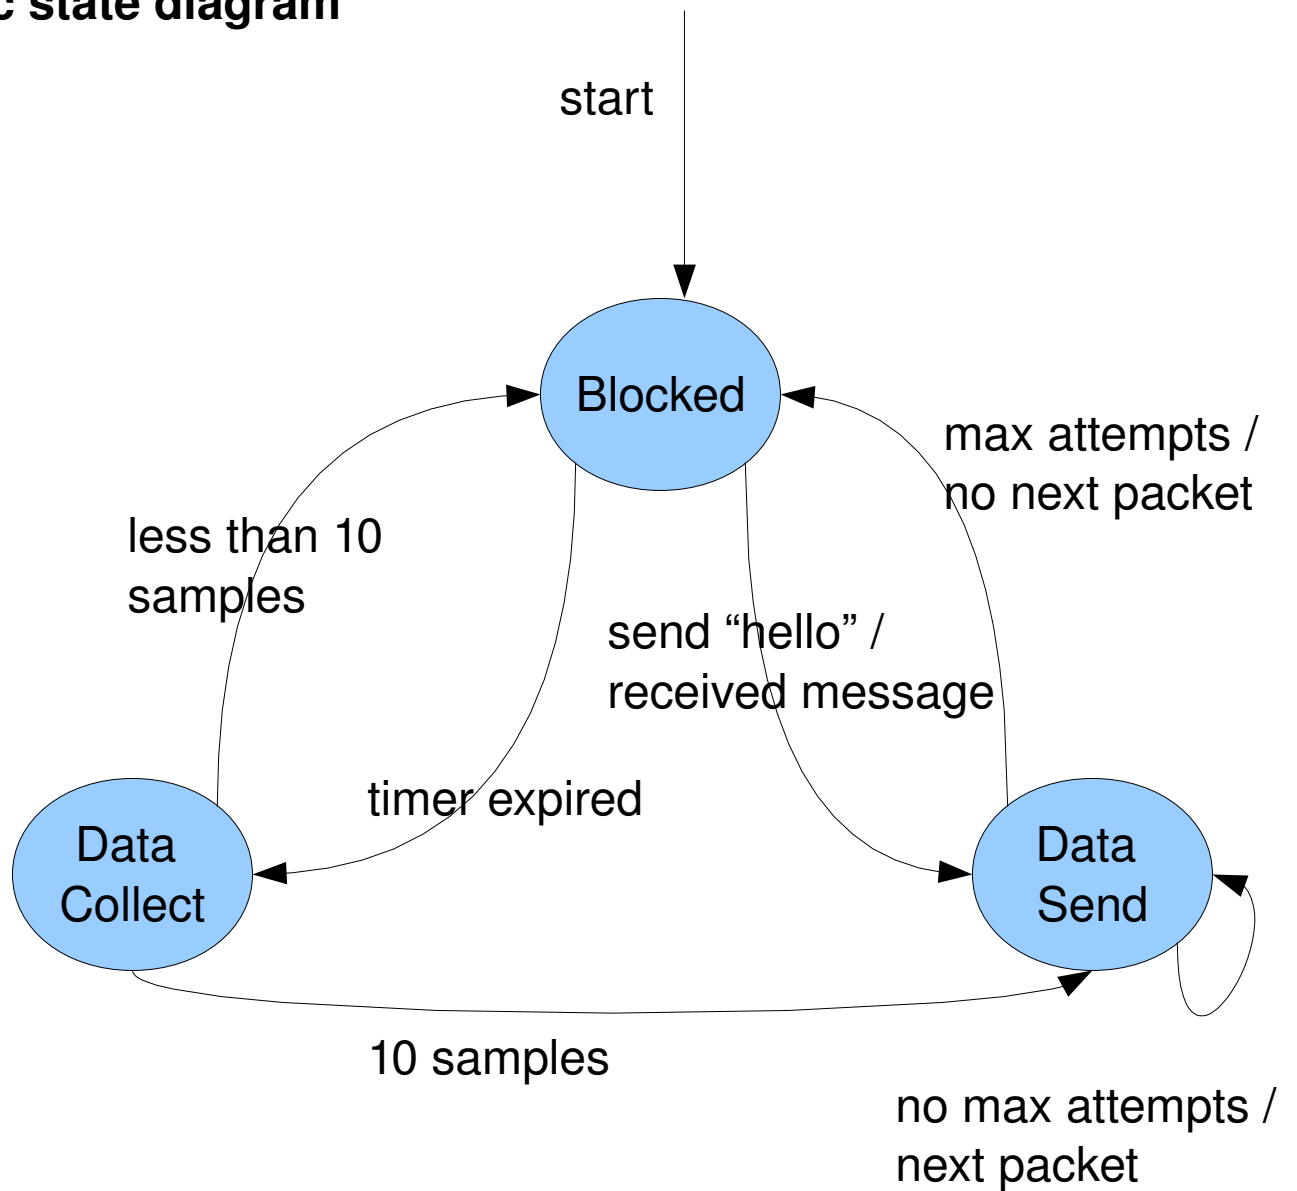 c state diagram
start
Blocked
max attempts /
no next packet
less than 10
samples
send “hello” /
received message
timer expired
Data
Collect
Data
Send
10 samples
no max attempts /
next packet